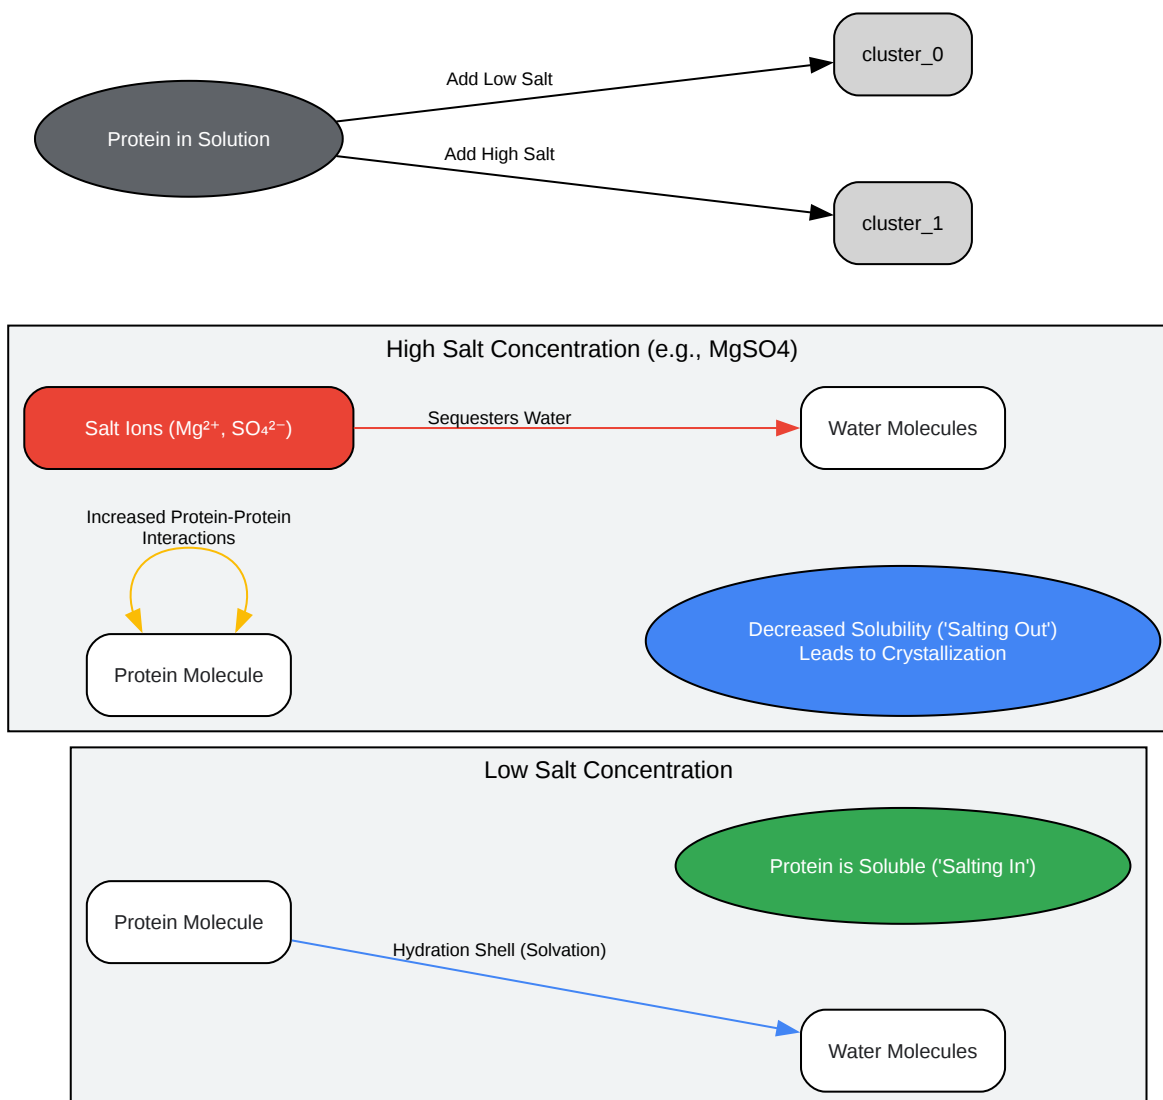 cluster_0
Add Low Salt
Protein in Solution
Add High Salt
cluster_1
High Salt Concentration (e.g., MgSO4)
Salt Ions (Mg²⁺, SO₄²⁻)
Sequesters Water
Water Molecules
Increased Protein-Protein
Interactions
Protein Molecule
Decreased Solubility ('Salting Out')
Leads to Crystallization
Low Salt Concentration
Protein is Soluble ('Salting In')
Protein Molecule
Hydration Shell (Solvation)
Water Molecules